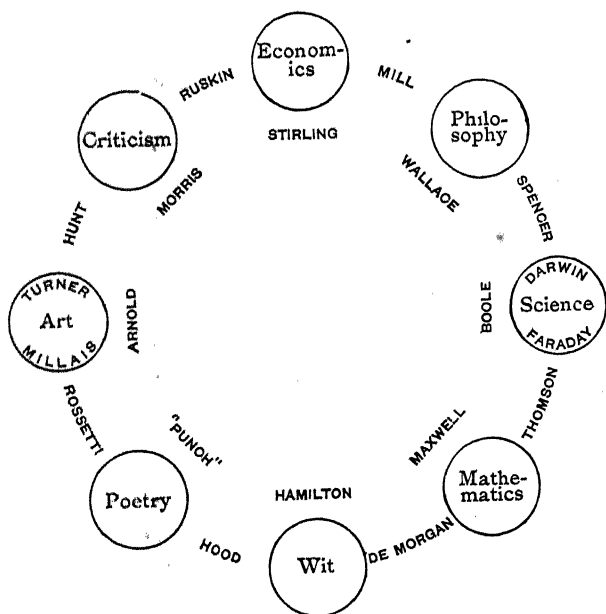 Econom-
ics
RUSKIN
MILL
STIRLING
Criticism
Philo-
sophy
MORRIS
WALLACE
HUNT
SPENCER
TURNER
Art
MILLAIS
ARNOLD
BOOLE
DARWIN
Science
FARADAY
ROSSETTI
THOMSON
"PUNCH"
MAXWELL
Poetry
Mathe-
matics
HAMILTON
HOOD
Wit
DE MORGAN